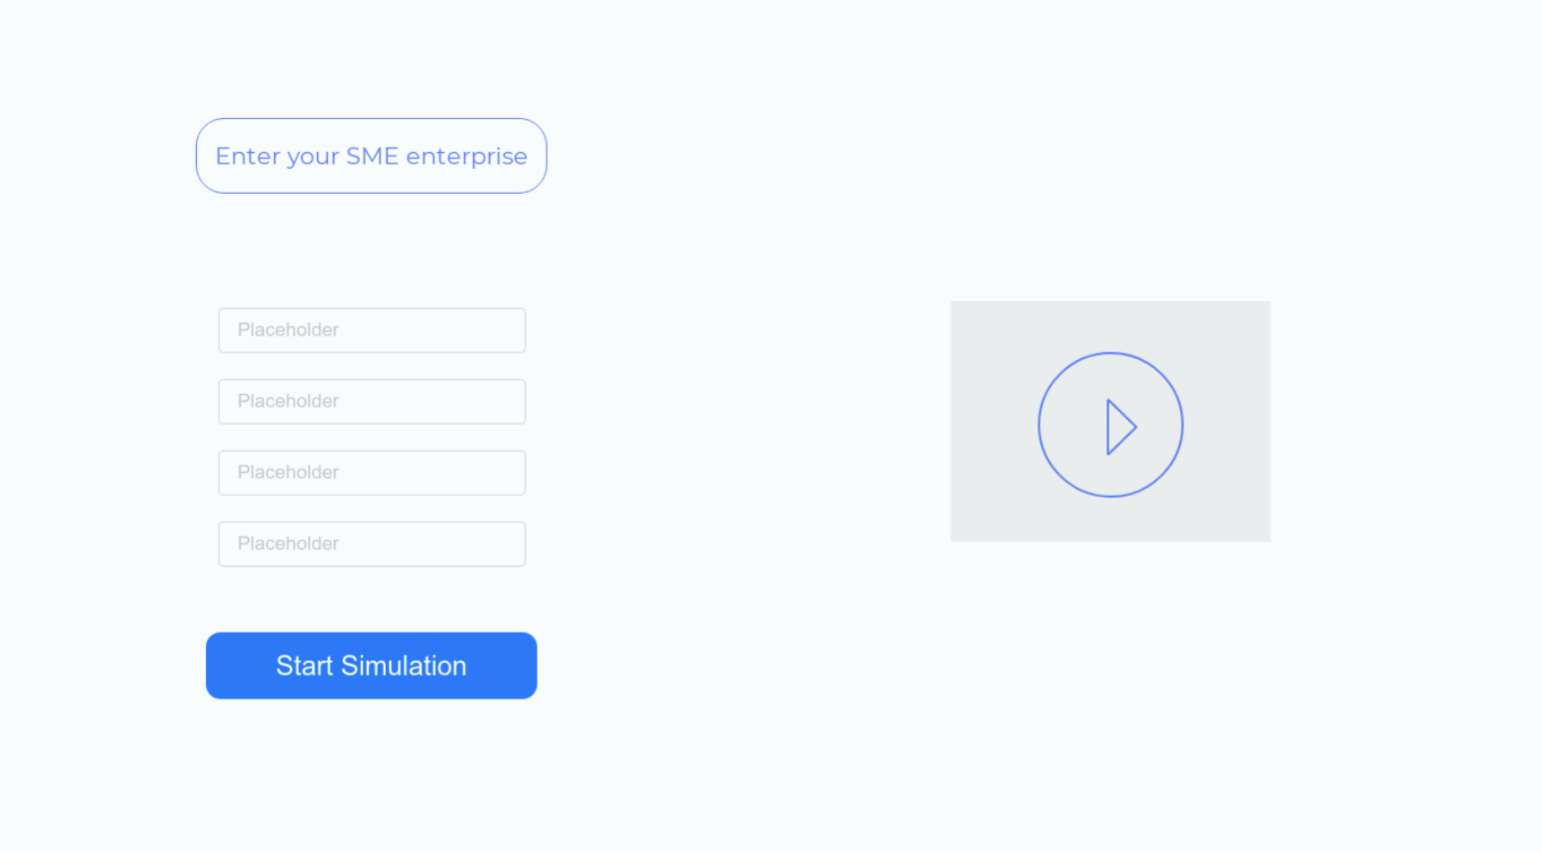 Enter your SME enterprise
Placeholder
Placeholder
Placeholder
Placeholder
Start Simulation